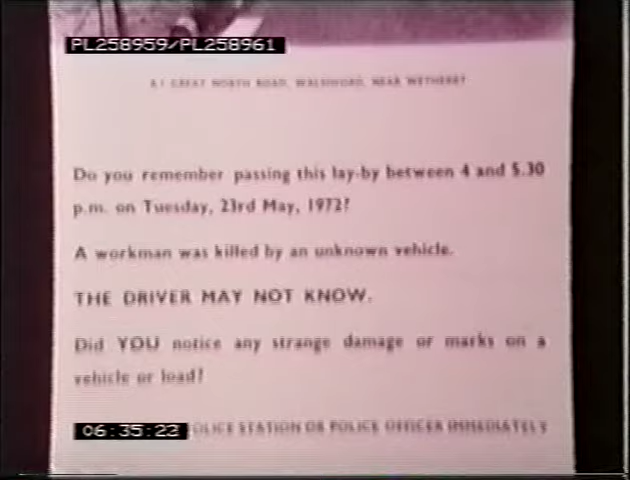 PL258959/PL258961
A.1 GREAT NORTH ROAD, WALSHFORD, NEAR WETHERBY
Do you remember passing this lay-by between 4 and 5.30
p.m. on Tuesday, 23rd May, 1972?
A workman was killed by an unknown vehicle.
THE DRIVER MAY NOT KNOW.
Did YOU notice any strange damage or marks on a
vehicle or load?
06:35:22
POLICE STATION OR POLICE OFFICER IMMEDIATELY